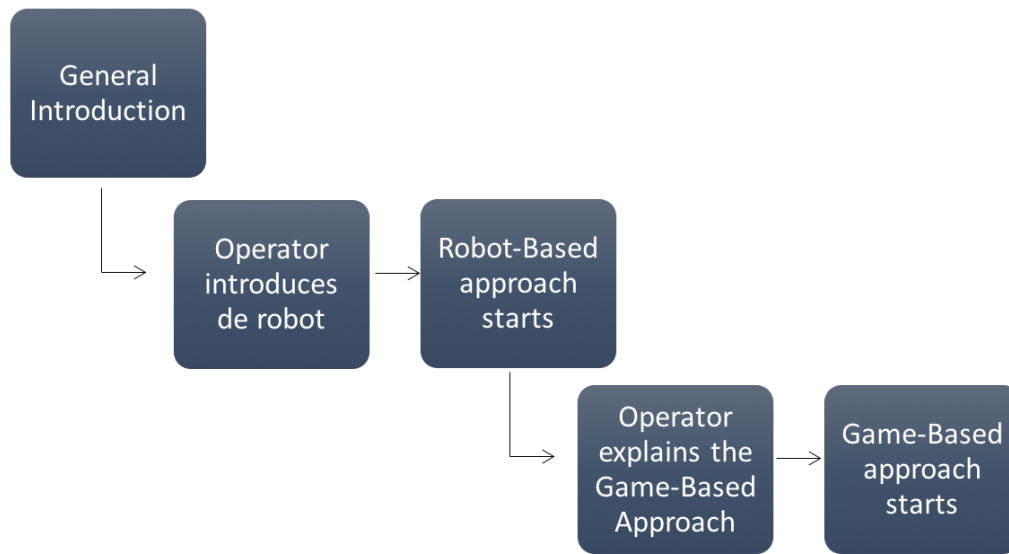 General
Introduction
Operator
introduces
de robot
Robot-Based
approach
starts
Operator
explains the
Game-Based
Approach
Game-Based
approach
starts